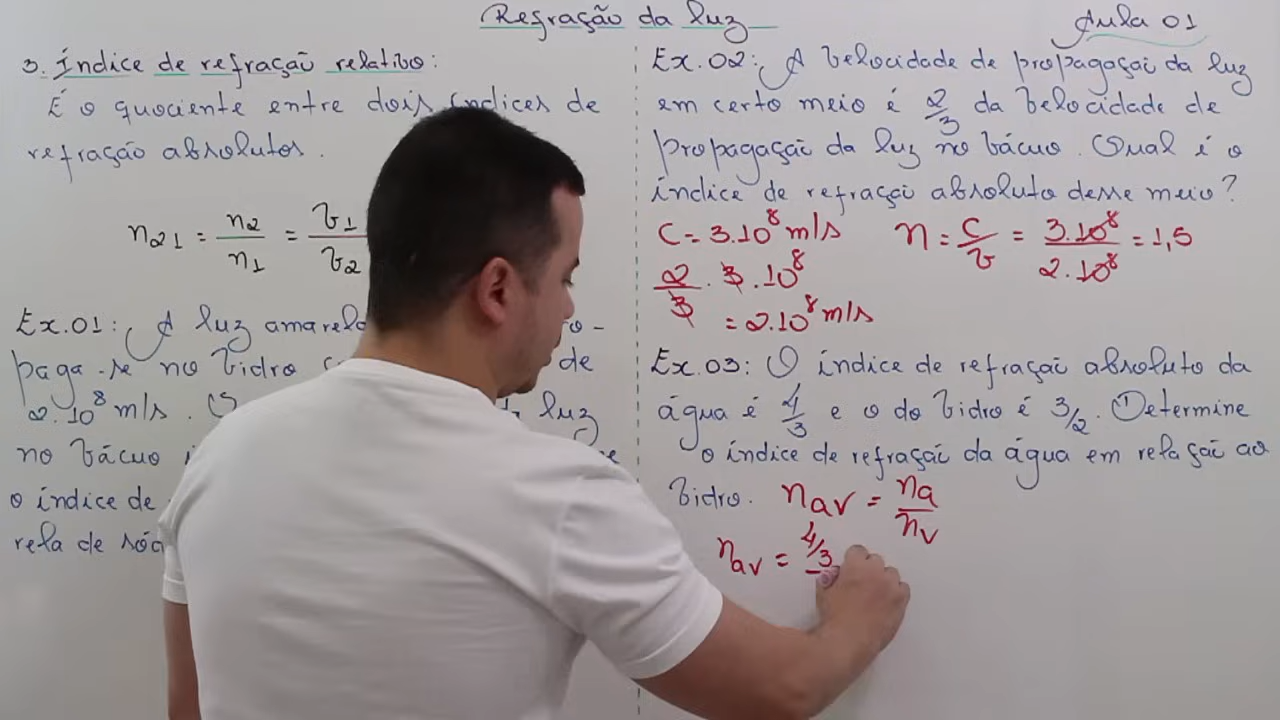 Refração da luz
Aula 01
3. Índice de refração relativo:
É o quociente entre dois índices de
refração absolutos.
n21 = n2/n1 = v1/v2
Ex.01: A luz amarela
paga-se no vidro de
2.10⁸ m/s. luz
no vácuo
o índice de
rela de sód
Ex.02: A velocidade de propagação da luz
em certo meio é 2/3 da velocidade de
propagação da luz no vácuo. Qual é o
índice de refração absoluto desse meio?
C = 3.10⁸ m/s n = c/v = 3.10⁸/2.10⁸ = 1,5
2/3 . 3.10⁸
= 2.10⁸ m/s
Ex.03: O índice de refração absoluto da
água é 4/3 e o do vidro é 3/2. Determine
o índice de refração da água em relação ao
vidro. nav = na/nv
nav = 4/3